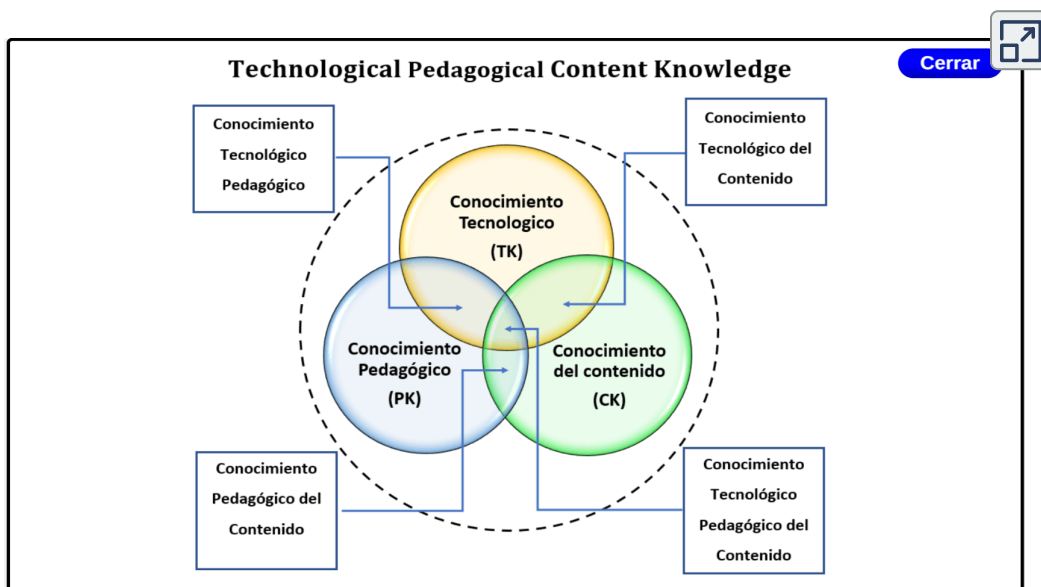 Technological Pedagogical Content Knowledge
Cerrar
Conocimiento
Tecnológico
Pedagógico
Conocimiento
Tecnológico del
Contenido
Conocimiento
Tecnologico
(TK)
Conocimiento
Pedagógico
(PK)
Conocimiento
del contenido
(CK)
Conocimiento
Pedagógico del
Contenido
Conocimiento
Tecnológico
Pedagógico del
Contenido